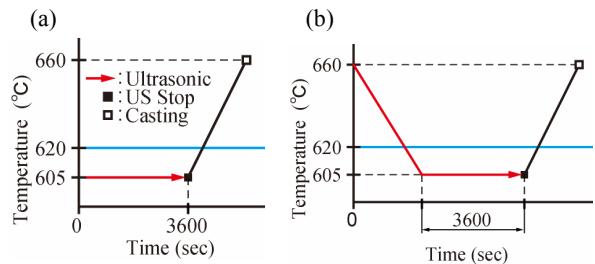 (a)
Temperature (℃)
660
620
605
: Ultrasonic
: US Stop
: Casting
3600
Time (sec)
(b)
Temperature (℃)
660
620
605
0
3600
Time (sec)